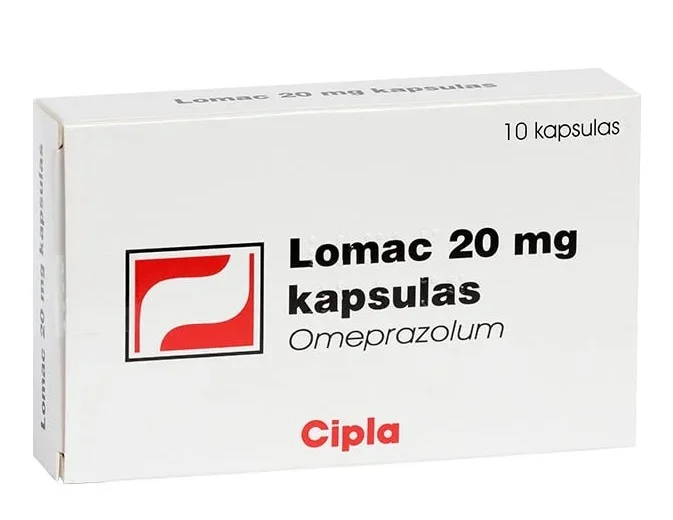 Lomac 20 mg kapsulas
Lomac 20 mg kapsulas
10 kapsulas
Lomac 20 mg
kapsulas
Omeprazolum
Cipla